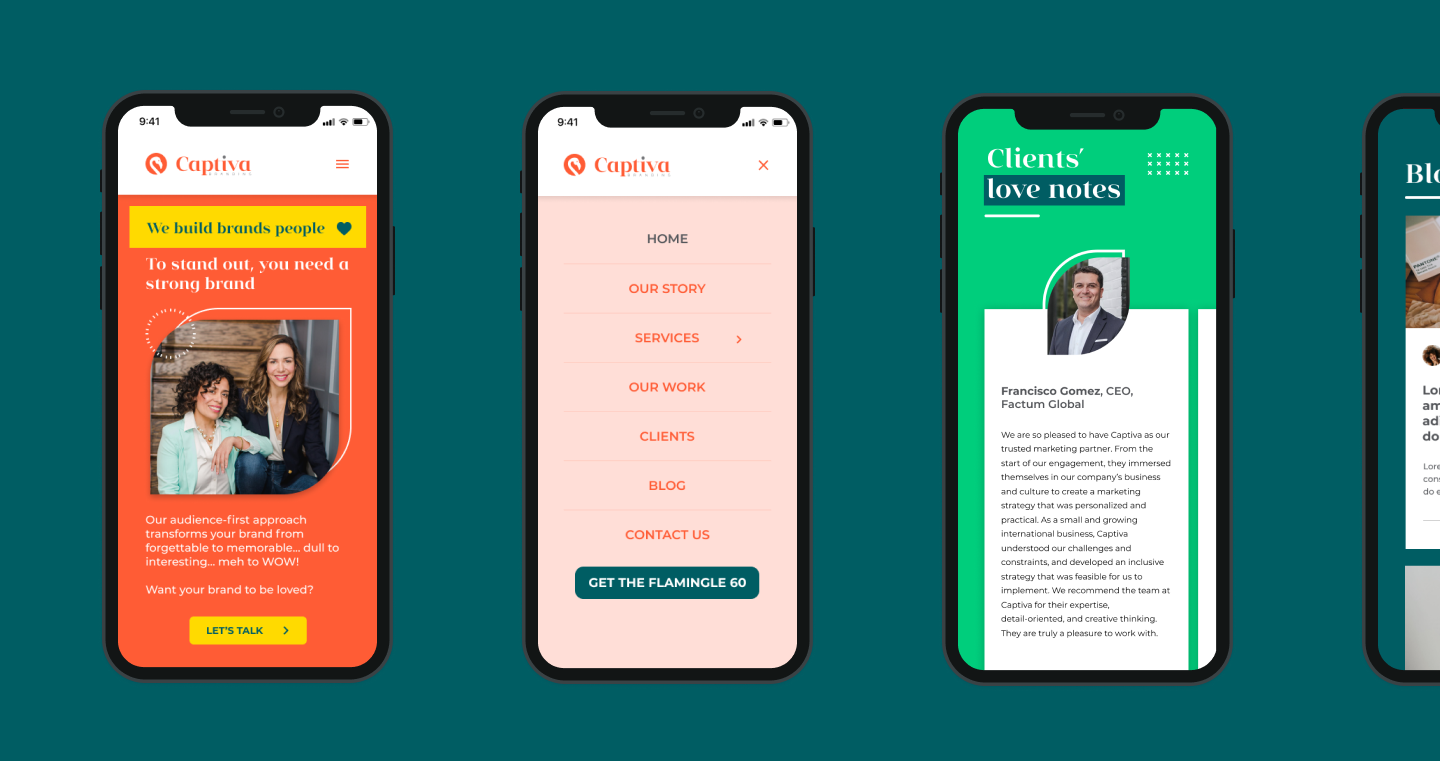 9:41
Captiva
BRANDING
We build brands people
To stand out, you need a
strong brand
Our audience-first approach
transforms your brand from
forgettable to memorable... dull to
interesting... meh to WOW!
Want your brand to be loved?
LET'S TALK
9:41
Captiva
BRANDING
HOME
OUR STORY
SERVICES
OUR WORK
CLIENTS
BLOG
CONTACT US
GET THE FLAMINGLE 60
Clients'
love notes
Francisco Gomez, CEO,
Factum Global
We are so pleased to have Captiva as our
trusted marketing partner. From the
start of our engagement, they immersed
themselves in our company's business
and culture to create a marketing
strategy that was personalized and
practical. As a small and growing
international business, Captiva
understood our challenges and
constraints, and developed an inclusive
strategy that was feasible for us to
implement. We recommend the team at
Captiva for their expertise,
detail-oriented, and creative thinking.
They are truly a pleasure to work with.
Blo
PANTONE
Lor
am
adi
do
Lore
cons
do e